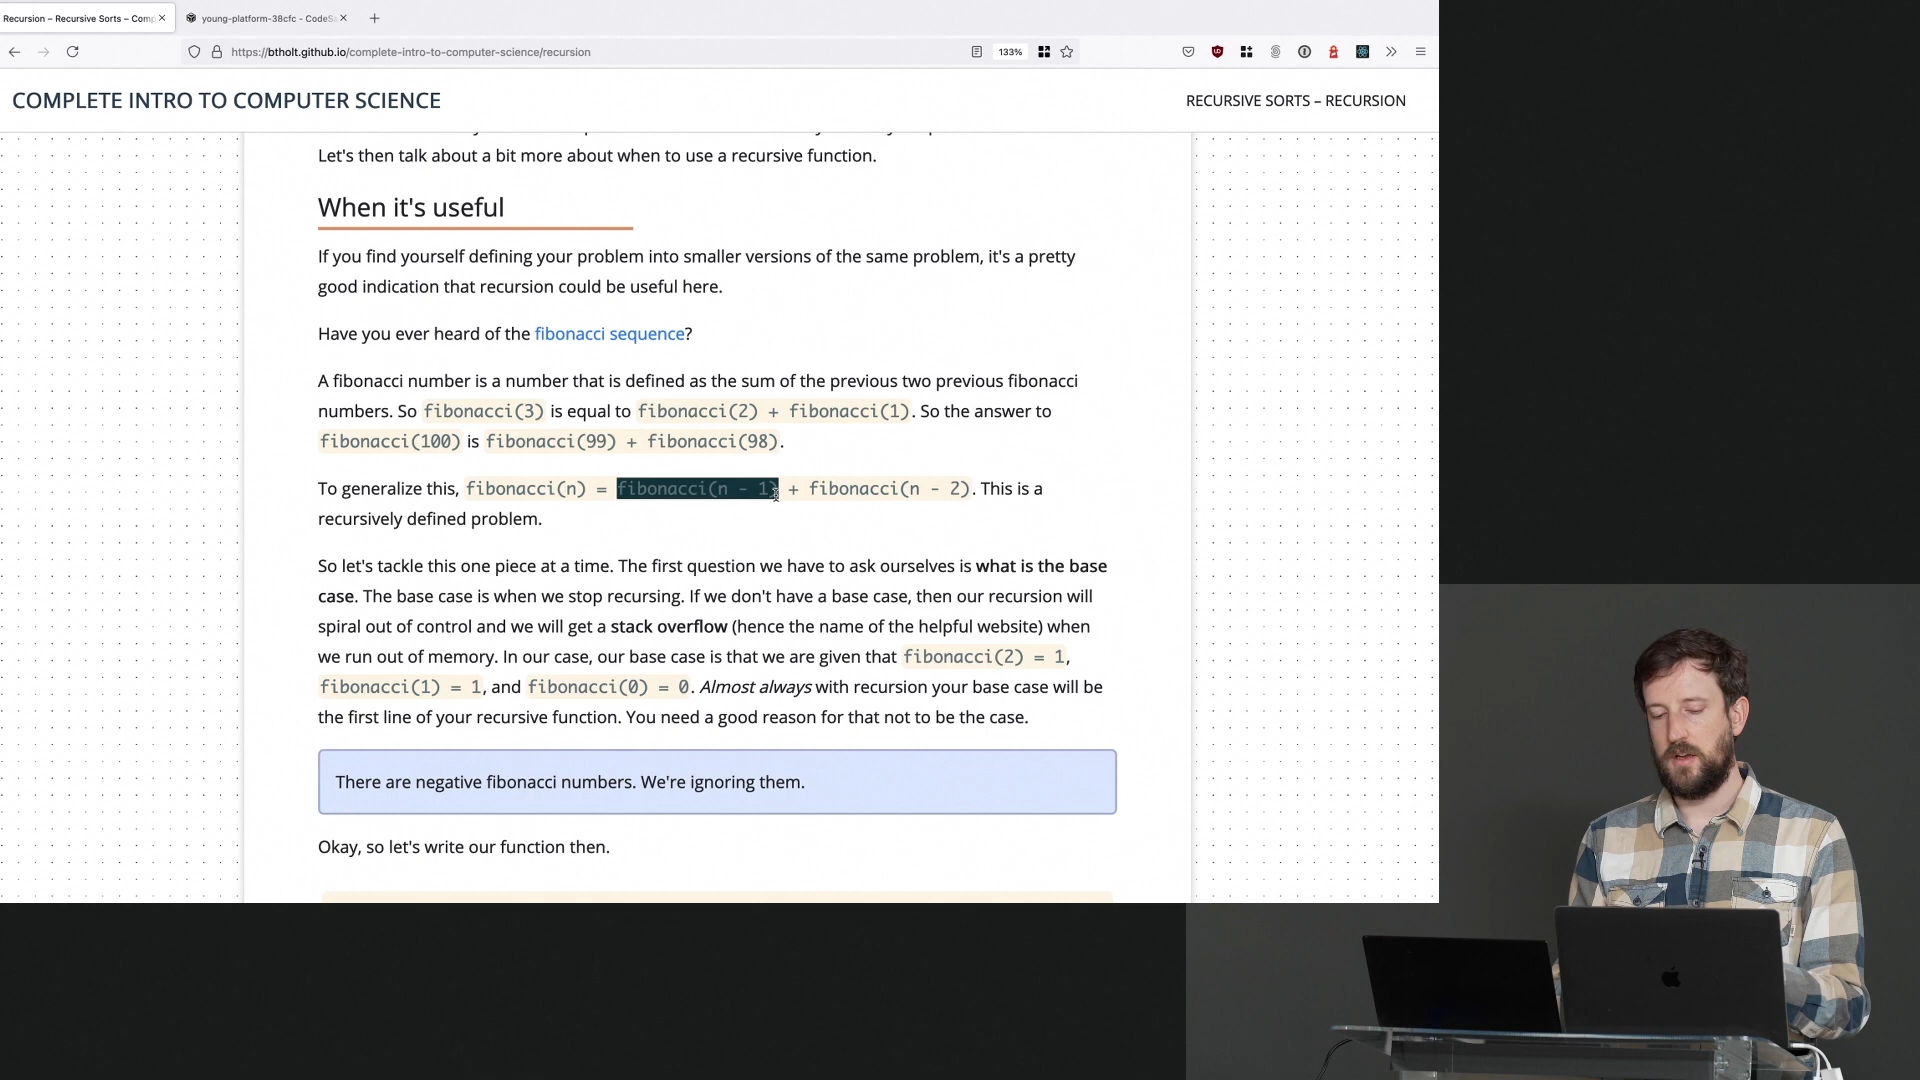 Recursion – Recursive Sorts – Comp
young-platform-38cfc - CodeS
https://btholt.github.io/complete-intro-to-computer-science/recursion
133%
COMPLETE INTRO TO COMPUTER SCIENCE
RECURSIVE SORTS – RECURSION
Let's then talk about a bit more about when to use a recursive function.
When it's useful
If you find yourself defining your problem into smaller versions of the same problem, it's a pretty
good indication that recursion could be useful here.
Have you ever heard of the fibonacci sequence?
A fibonacci number is a number that is defined as the sum of the previous two previous fibonacci
numbers. So fibonacci(3) is equal to fibonacci(2) + fibonacci(1). So the answer to
fibonacci(100) is fibonacci(99) + fibonacci(98).
To generalize this, fibonacci(n) = fibonacci(n - 1) + fibonacci(n - 2). This is a
recursively defined problem.
So let's tackle this one piece at a time. The first question we have to ask ourselves is what is the base
case. The base case is when we stop recursing. If we don't have a base case, then our recursion will
spiral out of control and we will get a stack overflow (hence the name of the helpful website) when
we run out of memory. In our case, our base case is that we are given that fibonacci(2) = 1,
fibonacci(1) = 1, and fibonacci(0) = 0. Almost always with recursion your base case will be
the first line of your recursive function. You need a good reason for that not to be the case.
There are negative fibonacci numbers. We're ignoring them.
Okay, so let's write our function then.